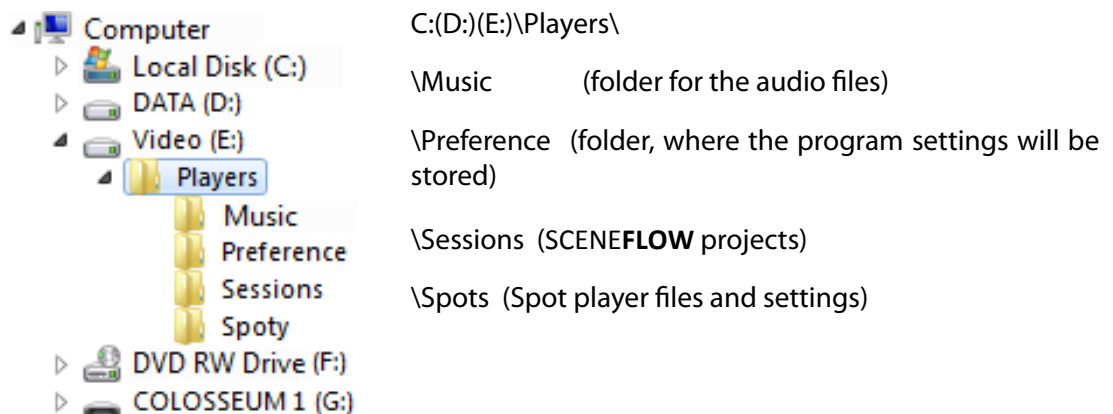 Computer
Local Disk (C:)
DATA (D:)
Video (E:)
Players
Music
Preference
Sessions
Spoty
DVD RW Drive (F:)
COLOSSEUM 1 (G:)
C:(D:)(E:)\Players\
\Music (folder for the audio files)
\Preference (folder, where the program settings will be
stored)
\Sessions (SCENEFLOW projects)
\Spots (Spot player files and settings)